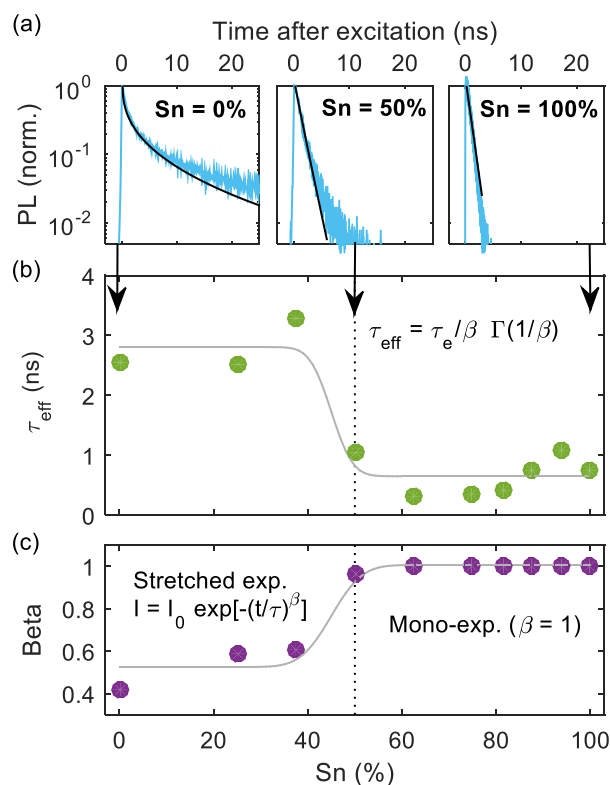 (a)
Time after excitation (ns)
0 10 20 0 10 20 0 10 20
PL (norm.)
10^0
10^-1
10^-2
Sn = 0%
Sn = 50%
Sn = 100%
(b)
τ_eff (ns)
4
3
2
1
0
τ_eff = τ_e/β Γ(1/β)
(c)
Beta
1.0
0.8
0.6
0.4
Stretched exp.
I = I_0 exp[-(t/τ)^β]
Mono-exp. (β = 1)
0 20 40 60 80 100
Sn (%)